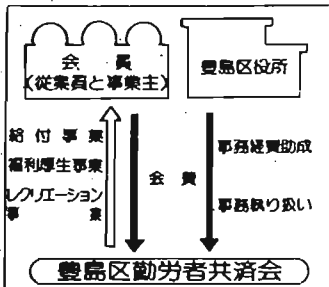 会員
(従業員と事業主)
豊島区役所
給付事業
福利厚生事業
レクリエーション
事業
会費
事務経費助成
事務執り扱い
豊島区勤労者共済会